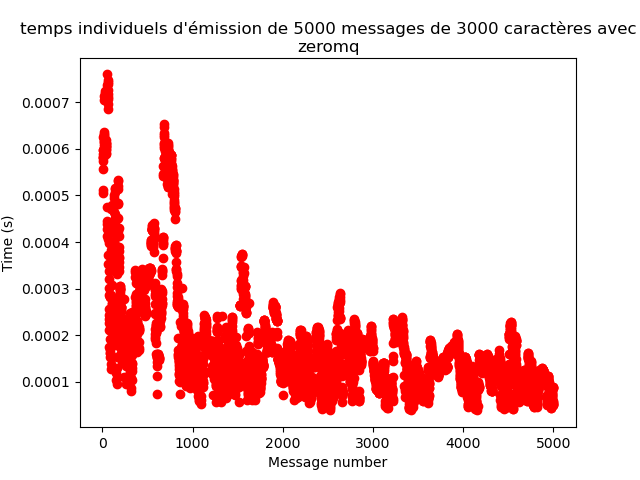 temps individuels d'émission de 5000 messages de 3000 caractères avec
zeromq
0.0007
0.0006
0.0005
0.0004
0.0003
0.0002
0.0001
Time (s)
0 1000 2000 3000 4000 5000
Message number